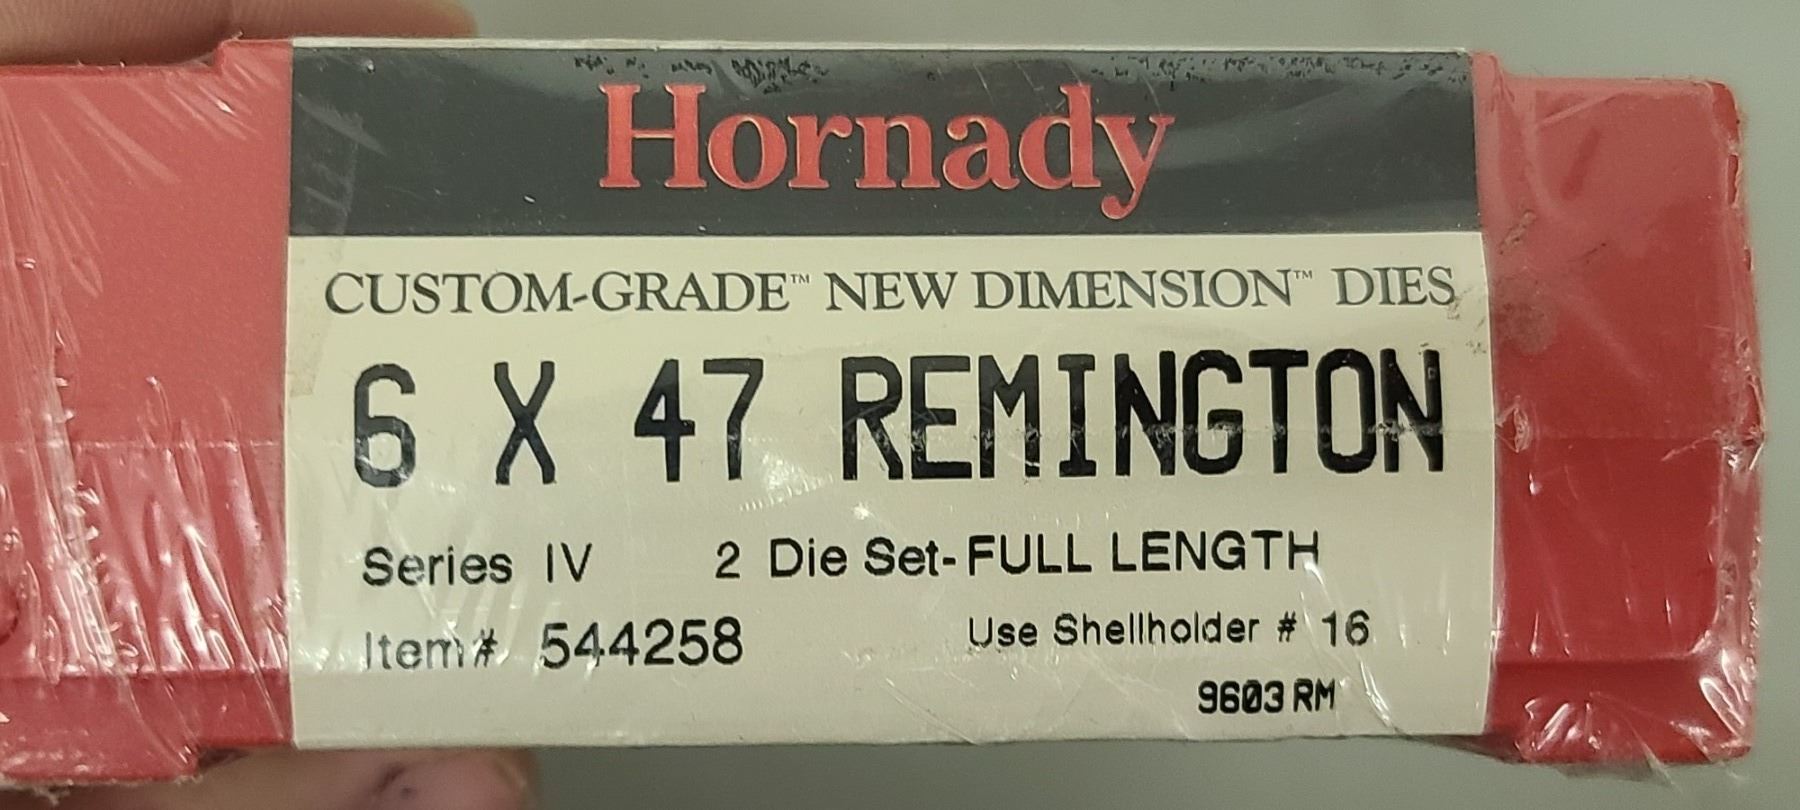 Hornady
CUSTOM-GRADE™ NEW DIMENSION™ DIES
6 X 47 REMINGTON
Series IV 2 Die Set-FULL LENGTH
Item# 544258 Use Shellholder # 16
9603 RM